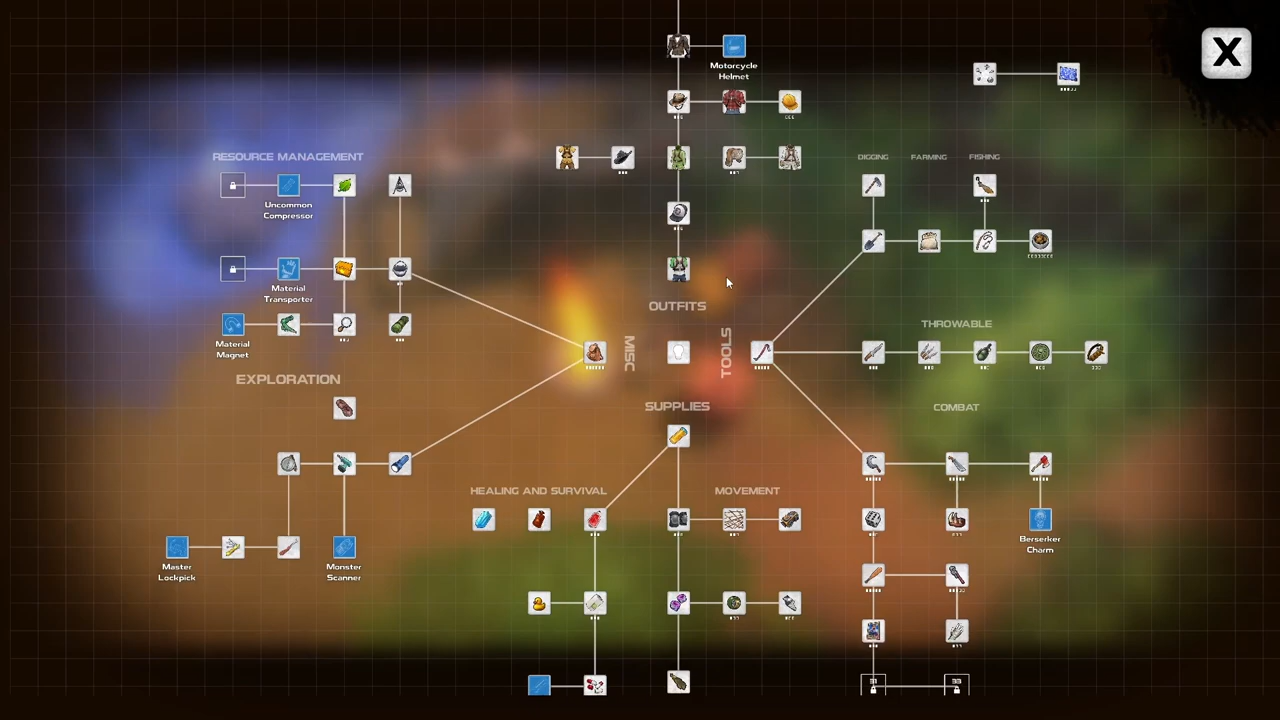 X
Motorcycle
Helmet
RESOURCE MANAGEMENT
DIGGING
FARMING
FISHING
Uncommon
Compressor
Material
Transporter
OUTFITS
Material
Magnet
THROWABLE
MISC
TOOLS
EXPLORATION
SUPPLIES
COMBAT
HEALING AND SURVIVAL
MOVEMENT
Master
Lockpick
Monster
Scanner
Berserker
Charm